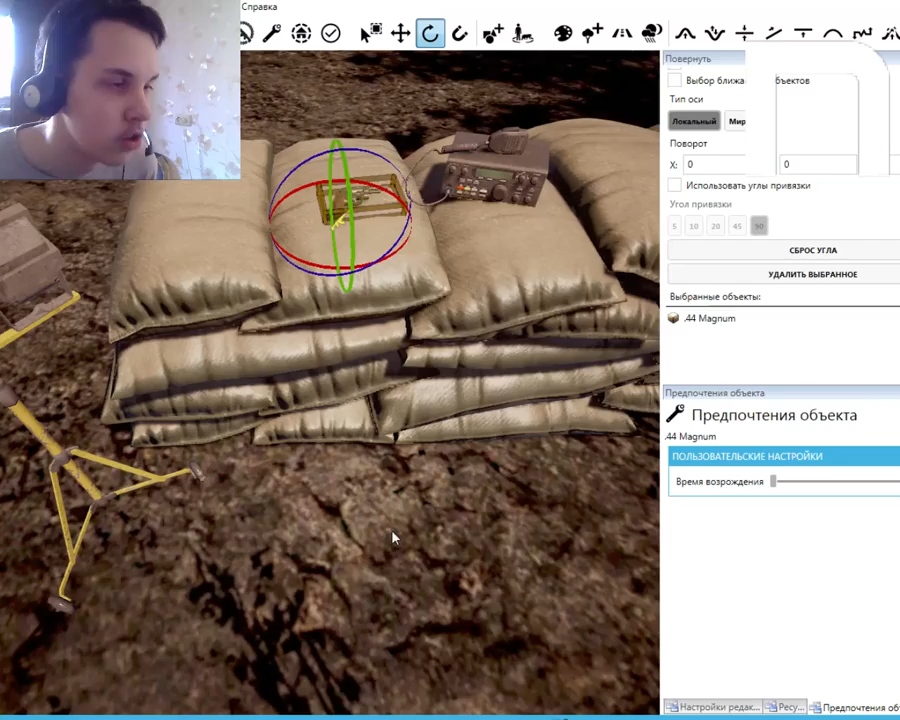 Справка
Повернуть
Выбор ближа
бъектов
Тип оси
Локальный
Мир
Поворот
X: 0
0
Использовать углы привязки
Угол привязки
5 10 20 45 90
СБРОС УГЛА
УДАЛИТЬ ВЫБРАННОЕ
Выбранные объекты:
.44 Magnum
Предпочтения объекта
Предпочтения объекта
.44 Magnum
ПОЛЬЗОВАТЕЛЬСКИЕ НАСТРОЙКИ
Время возрождения
Настройки редак... Ресу... Предпочтения об